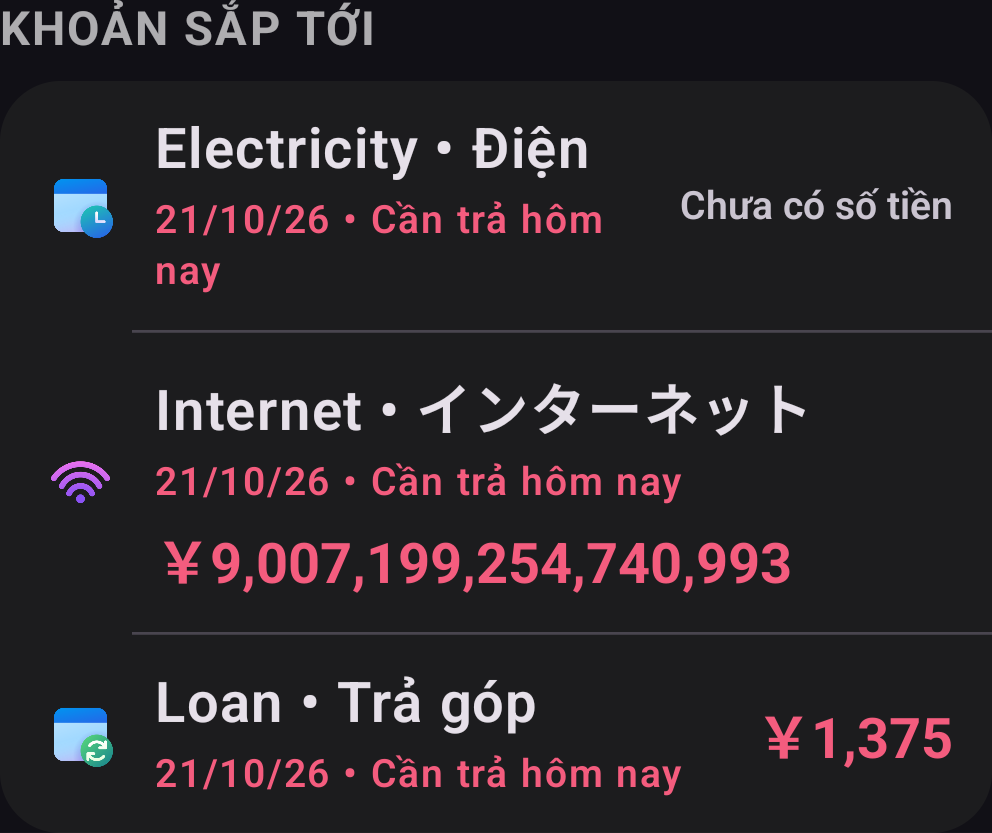 KHOẢN SẮP TỚI
Electricity • Điện
21/10/26 • Cần trả hôm
nay
Chưa có số tiền
Internet • インターネット
21/10/26 • Cần trả hôm nay
￥9,007,199,254,740,993
Loan • Trả góp
21/10/26 • Cần trả hôm nay
￥1,375